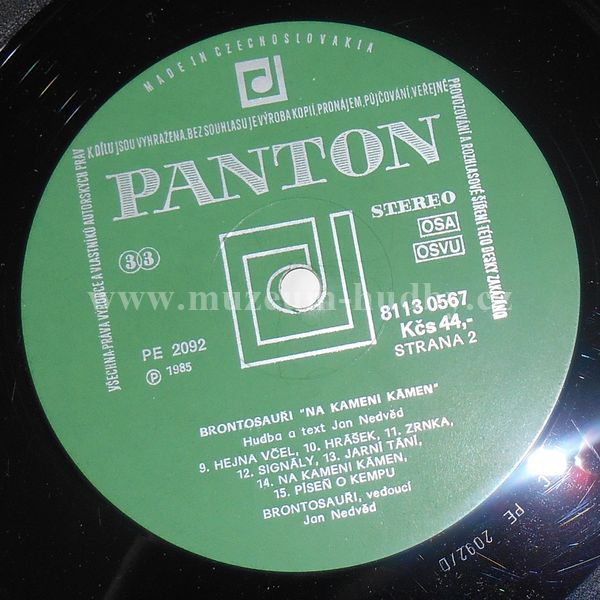 MADE IN CZECHOSLOVAKIA
VŠECHNA PRÁVA VÝROBCE A VLASTNÍKŮ AUTORSKÝCH PRÁV K DÍLU JSOU VYHRAŽENA. BEZ SOUHLASU JE VÝROBA KOPIÍ, PRONÁJEM, PŮJČOVÁNÍ, VEŘEJNÉ PROVOZOVÁNÍ A ROZHLASOVÉ ŠÍŘENÍ TÉTO DESKY ZAKÁZÁNO
PANTON
STEREO
33
OSA
OSVU
www.muzeum-hudby.cz
8113 0567
Kčs 44,-
STRANA 2
PE 2092
Ⓟ 1985
BRONTOSAUŘI "NA KAMENI KÁMEN"
Hudba a text Jan Nedvěd
9. HEJNA VČEL, 10. HRÁŠEK, 11. ZRNKA,
12. SIGNÁLY, 13. JARNÍ TÁNÍ,
14. NA KAMENI KÁMEN,
15. PÍSEŇ O KEMPU
BRONTOSAUŘI, vedoucí
Jan Nedvěd
PE 2092/D